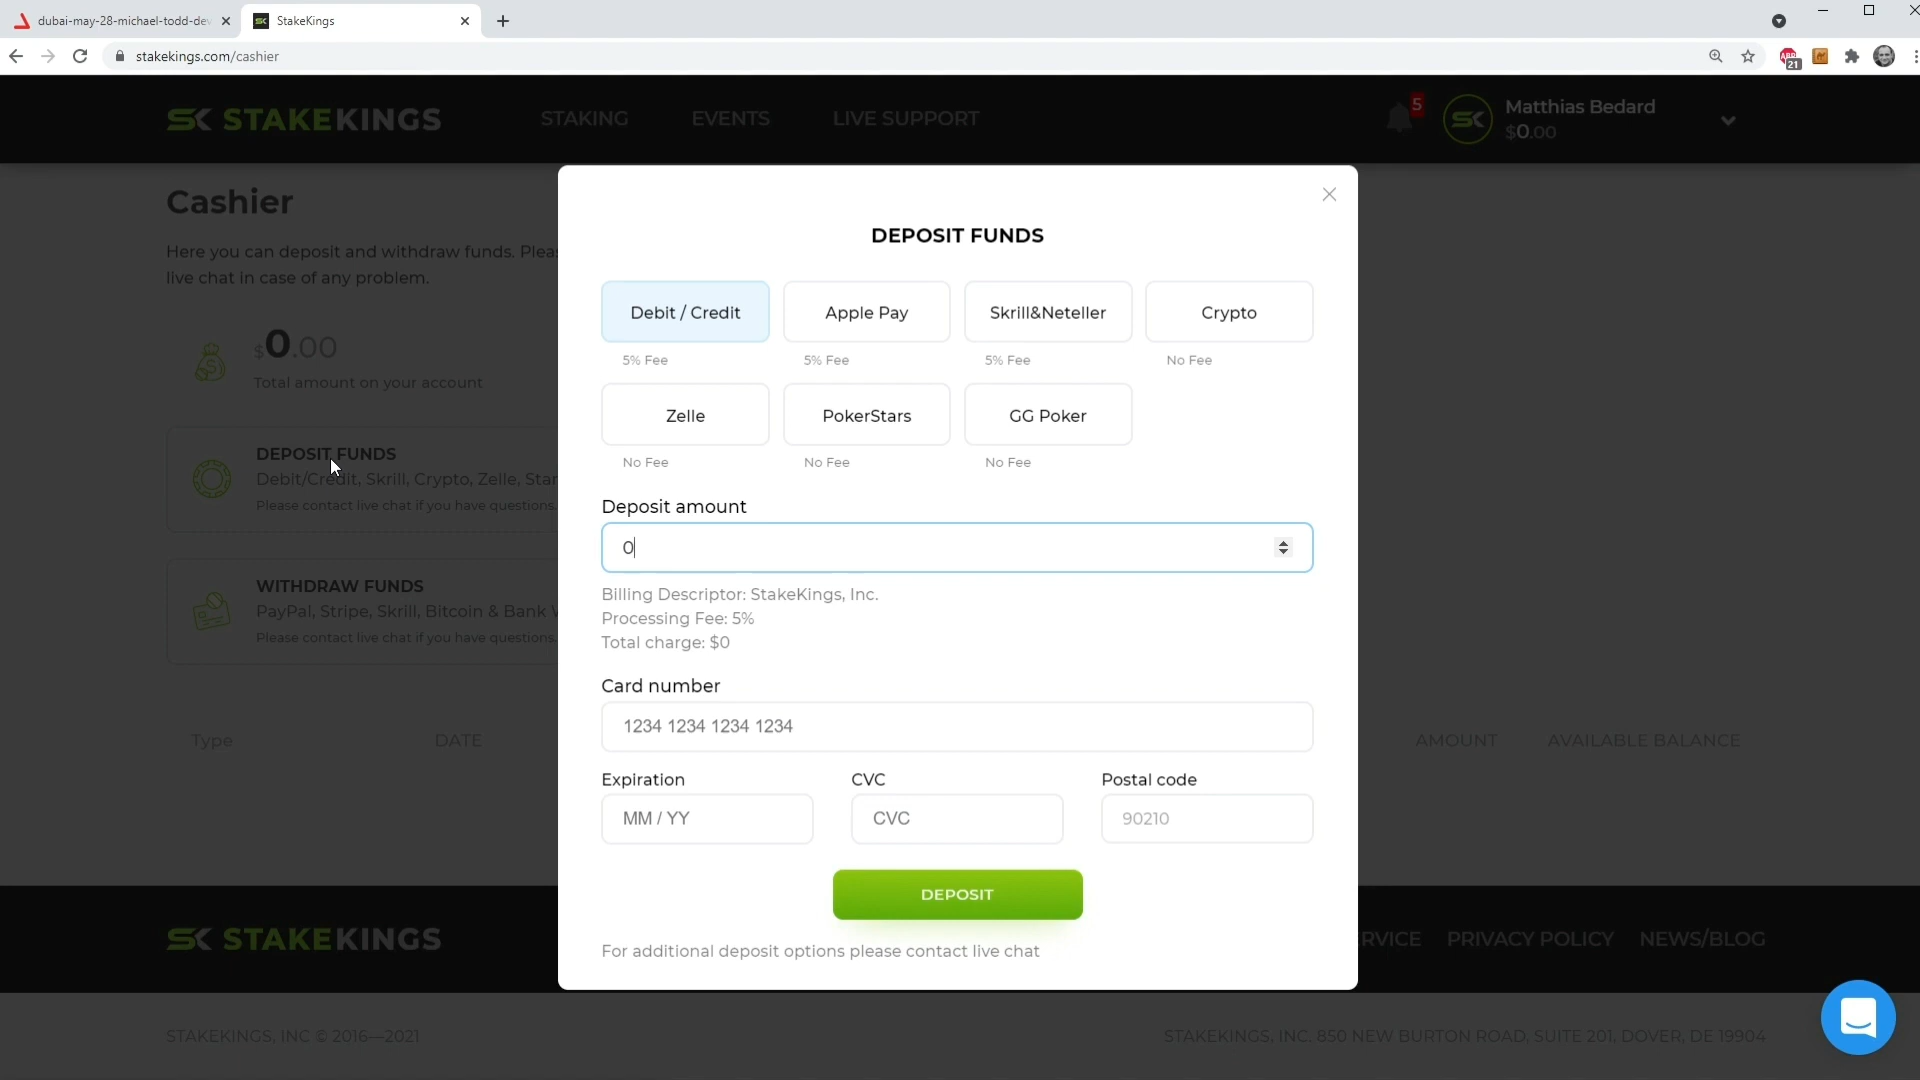 dubai-may-28-michael-todd-dev
StakeKings
stakekings.com/cashier
21
SK STAKEKINGS
STAKING
EVENTS
LIVE SUPPORT
5
SK
Matthias Bedard
$0.00
Cashier
Here you can deposit and withdraw funds. Pleas
live chat in case of any problem.
$0.00
Total amount on your account
DEPOSIT FUNDS
Debit/Credit, Skrill, Crypto, Zelle, Star
Please contact live chat if you have questions.
WITHDRAW FUNDS
PayPal, Stripe, Skrill, Bitcoin & Bank W
Please contact live chat if you have questions.
Type
DATE
AMOUNT
AVAILABLE BALANCE
DEPOSIT FUNDS
Debit / Credit
Apple Pay
Skrill&Neteller
Crypto
5% Fee
5% Fee
5% Fee
No Fee
Zelle
PokerStars
GG Poker
No Fee
No Fee
No Fee
Deposit amount
0
Billing Descriptor: StakeKings, Inc.
Processing Fee: 5%
Total charge: $0
Card number
1234 1234 1234 1234
Expiration
CVC
Postal code
MM / YY
CVC
90210
DEPOSIT
For additional deposit options please contact live chat
SK STAKEKINGS
RVICE
PRIVACY POLICY
NEWS/BLOG
STAKEKINGS, INC © 2016—2021
STAKEKINGS, INC. 850 NEW BURTON ROAD, SUITE 201, DOVER, DE 19904